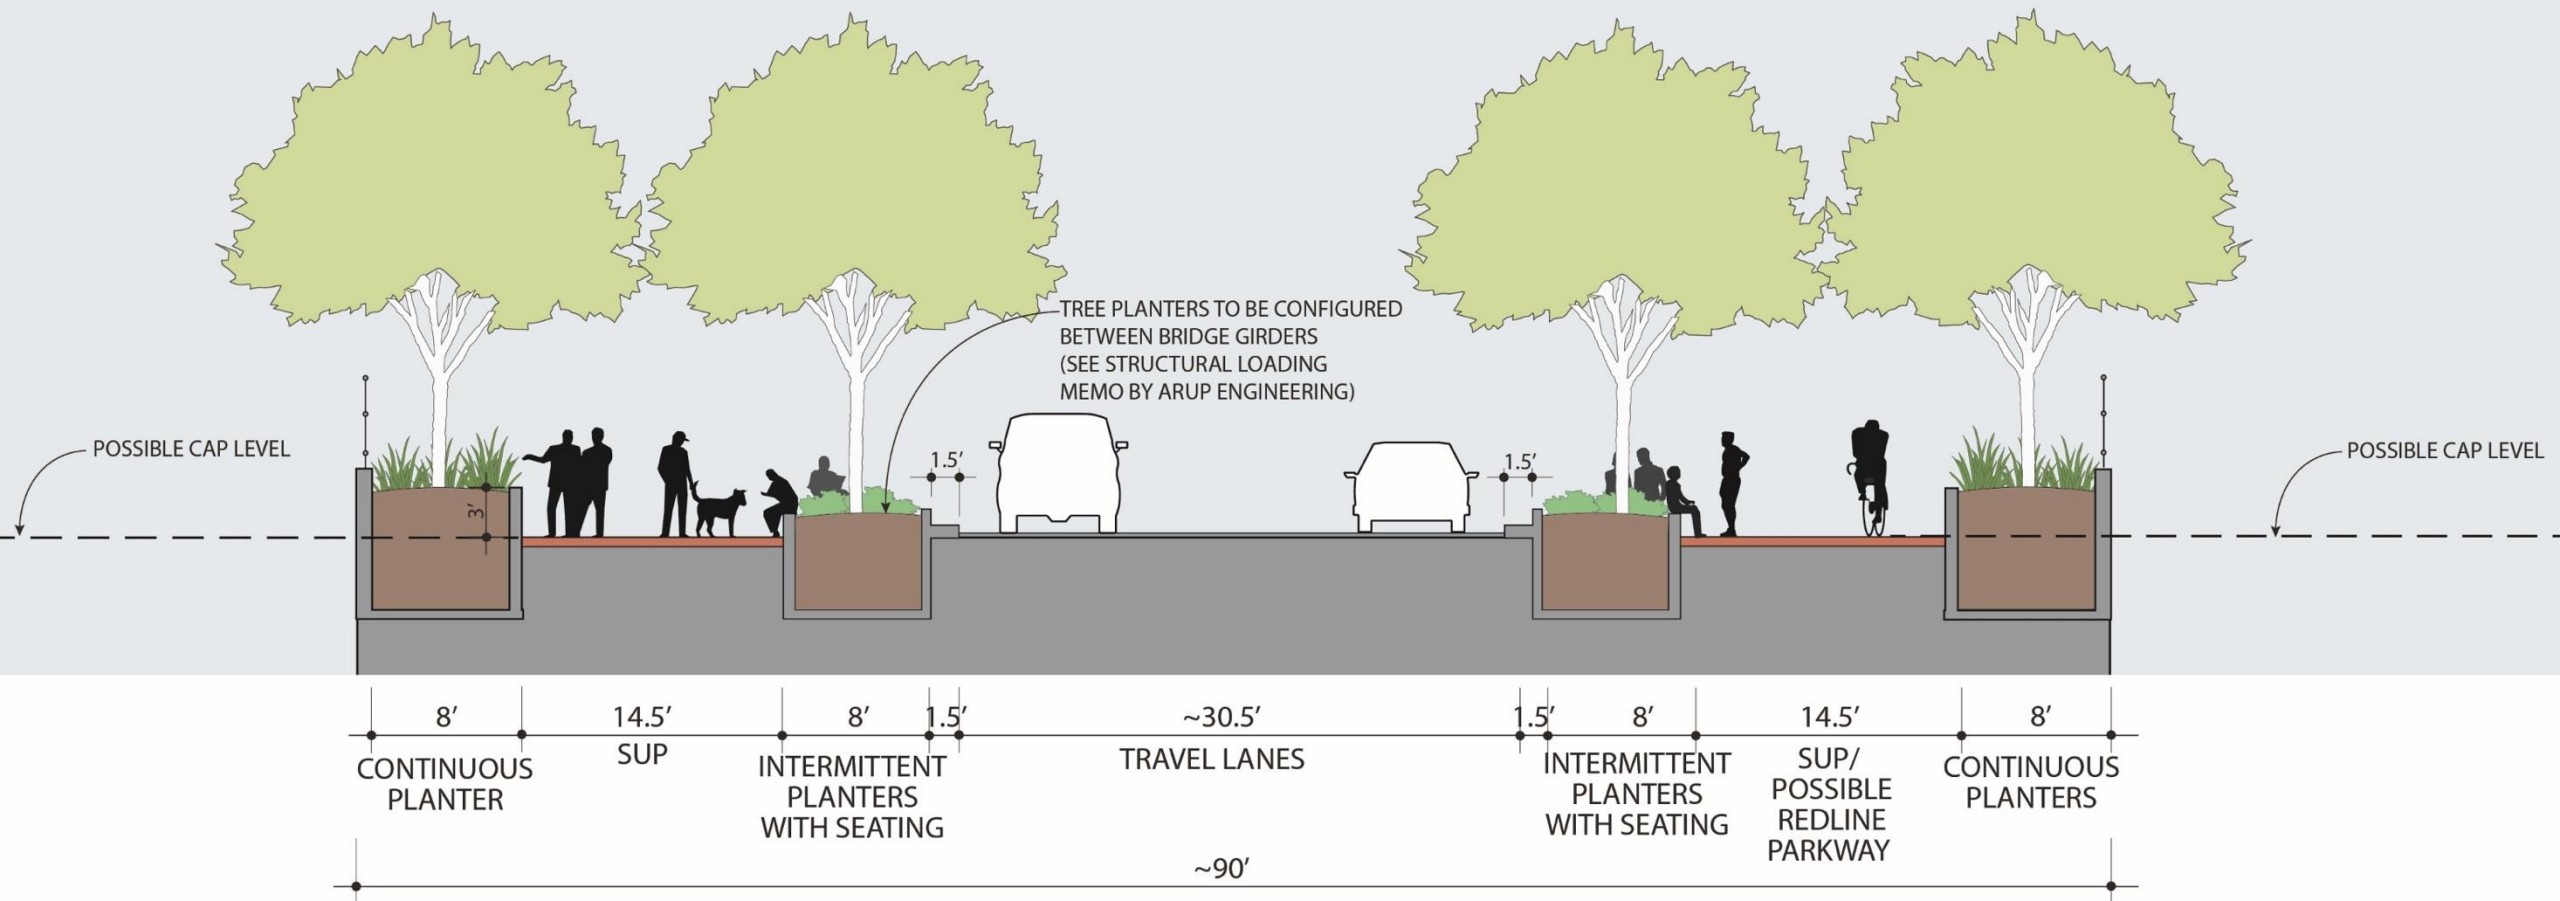 TREE PLANTERS TO BE CONFIGURED
BETWEEN BRIDGE GIRDERS
(SEE STRUCTURAL LOADING
MEMO BY ARUP ENGINEERING)
POSSIBLE CAP LEVEL
POSSIBLE CAP LEVEL
1.5′
1.5′
3′
8′
14.5′
8′
1.5′
~30.5′
1.5′
8′
14.5′
8′
CONTINUOUS
PLANTER
SUP
INTERMITTENT
PLANTERS
WITH SEATING
TRAVEL LANES
INTERMITTENT
PLANTERS
WITH SEATING
SUP/
POSSIBLE
REDLINE
PARKWAY
CONTINUOUS
PLANTERS
~90′